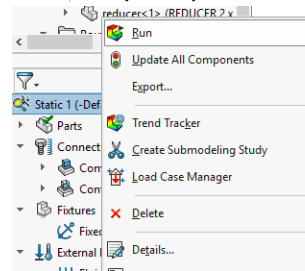 reducer<1> (REDUCER 2 x
Run
Update All Components
Export...
Static 1 (-Def
Parts
Trend Tracker
Connect
Create Submodeling Study
Com
Load Case Manager
Con
Fixtures
Delete
Fixed
External
Details...